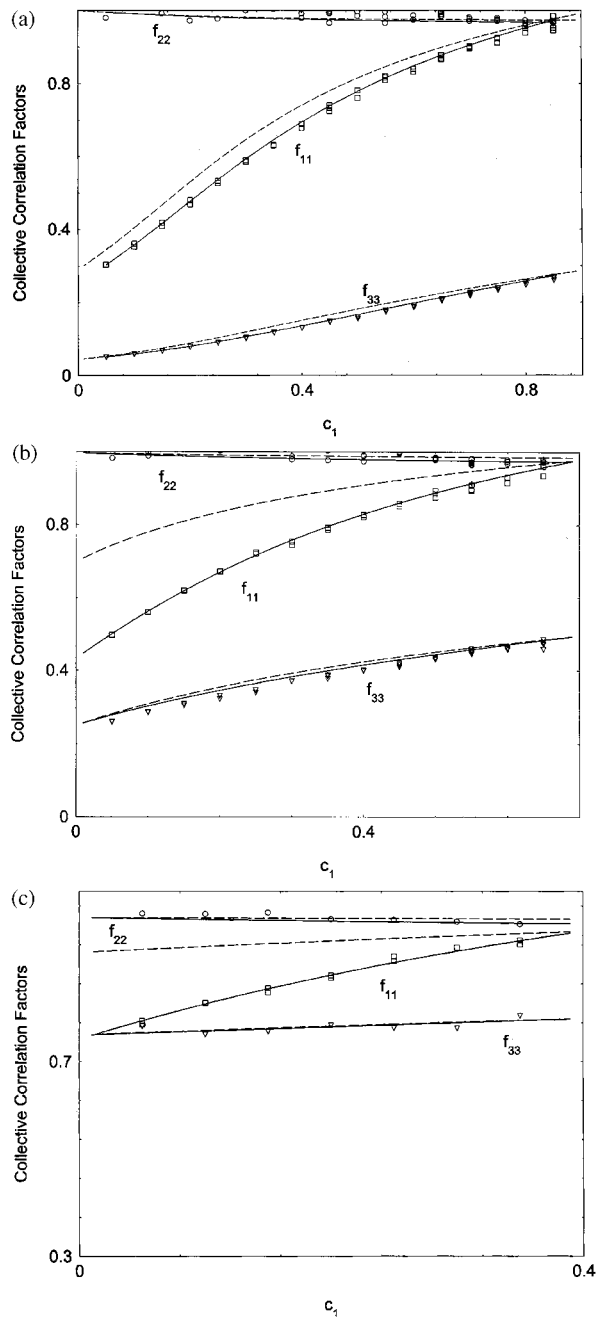 (a)
Collective Correlation Factors
0.8
0.4
0
f22
f11
f33
0
0.4
0.8
c1
(b)
Collective Correlation Factors
0.8
0.4
0
f22
f11
f33
0
0.4
c1
(c)
Collective Correlation Factors
0.7
0.3
f22
f11
f33
0
0.4
c1